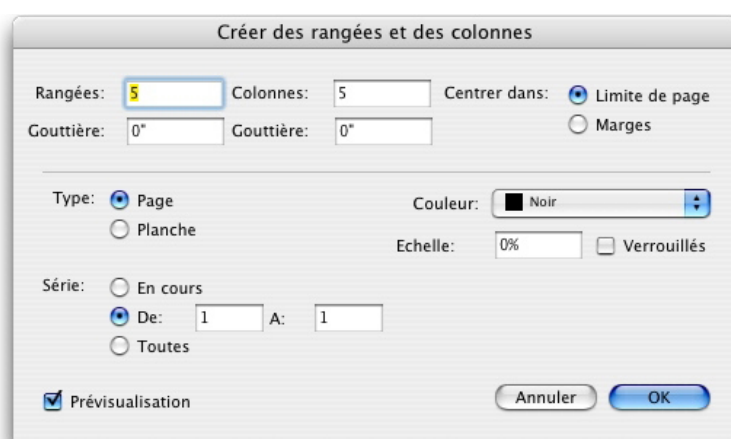 Créer des rangées et des colonnes
Rangées: 5 Colonnes: 5 Centrer dans: Limite de page
Gouttière: 0" Gouttière: 0" Marges
Type: Page Couleur: Noir
Planche
Echelle: 0% Verrouillés
Série: En cours
De: 1 A: 1
Toutes
Prévisualisation Annuler OK